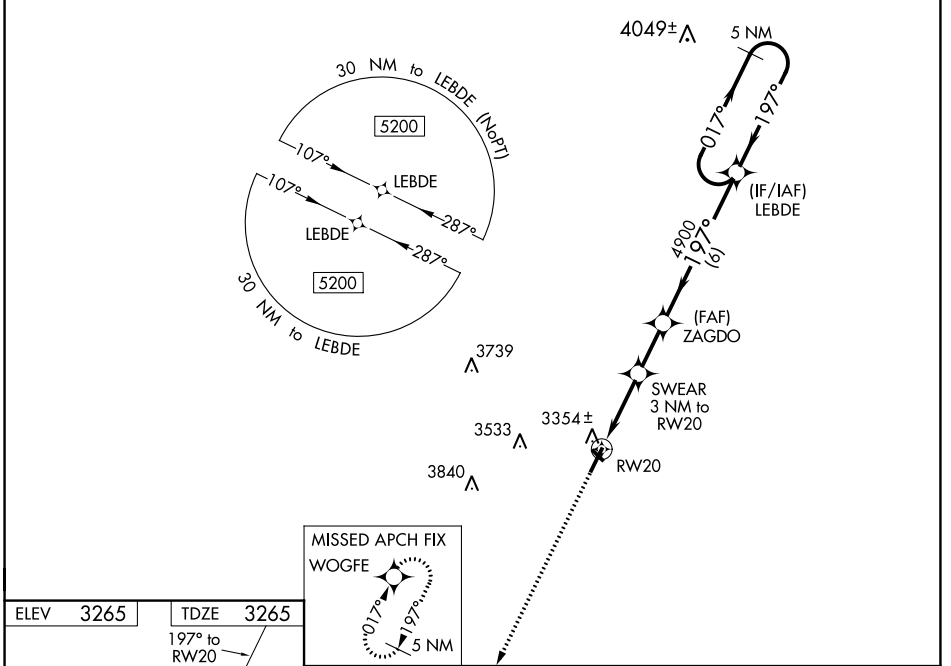 4049±
5 NM
30 NM to LEBDE (NoPT)
5200
107°
LEBDE
287°
107°
LEBDE
287°
5200
30 NM to LEBDE
017°
197°
(IF/IAF)
LEBDE
4900
197°
(6)
(FAF)
ZAGDO
3739
SWEAR
3 NM to
RW20
3354±
3533
RW20
3840
MISSED APCH FIX
WOGFE
017°
197°
5 NM
ELEV 3265
TDZE 3265
197° to
RW20